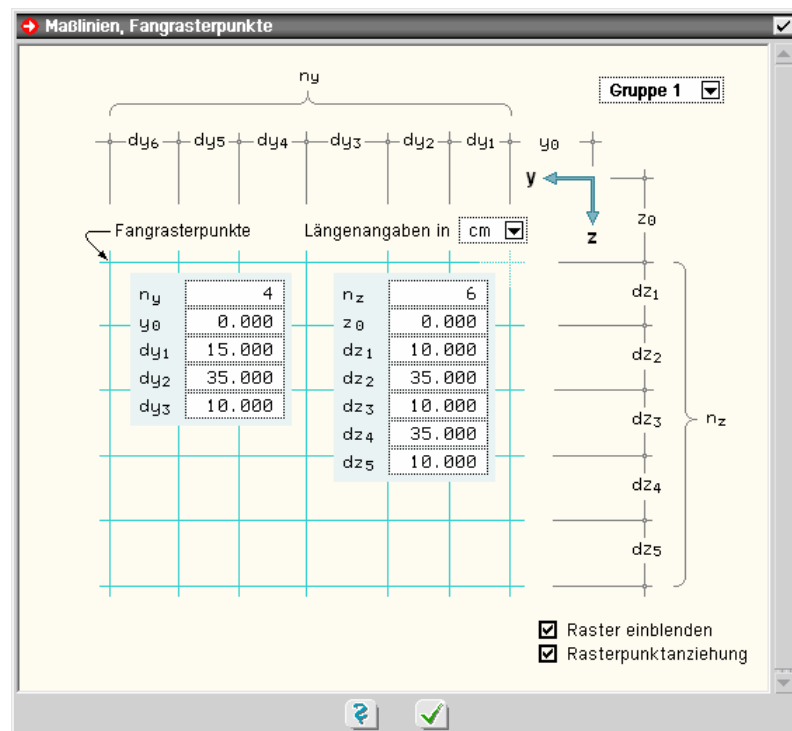 Maßlinien, Fangrasterpunkte
ny
Gruppe 1
dy6 dy5 dy4 dy3 dy2 dy1 y0
y
z
z0
Fangrasterpunkte
Längenangaben in cm
ny 4
y0 0.000
dy1 15.000
dy2 35.000
dy3 10.000
nz 6
z0 0.000
dz1 10.000
dz2 35.000
dz3 10.000
dz4 35.000
dz5 10.000
dz1
dz2
dz3
nz
dz4
dz5
Raster einblenden
Rasterpunktanziehung